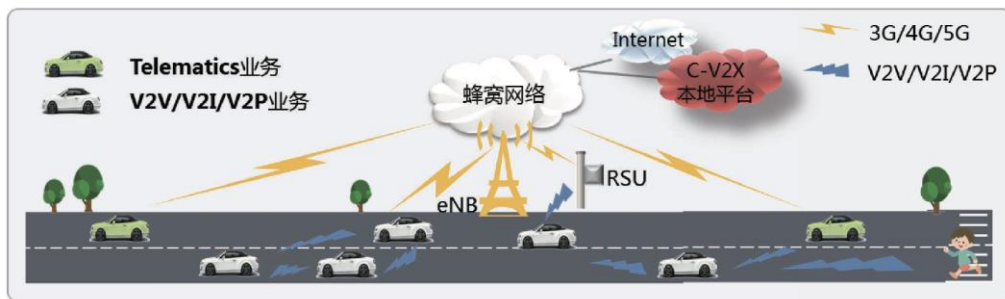 Telematics业务
V2V/V2I/V2P业务
蜂窝网络
Internet
C-V2X
本地平台
3G/4G/5G
V2V/V2I/V2P
eNB
RSU